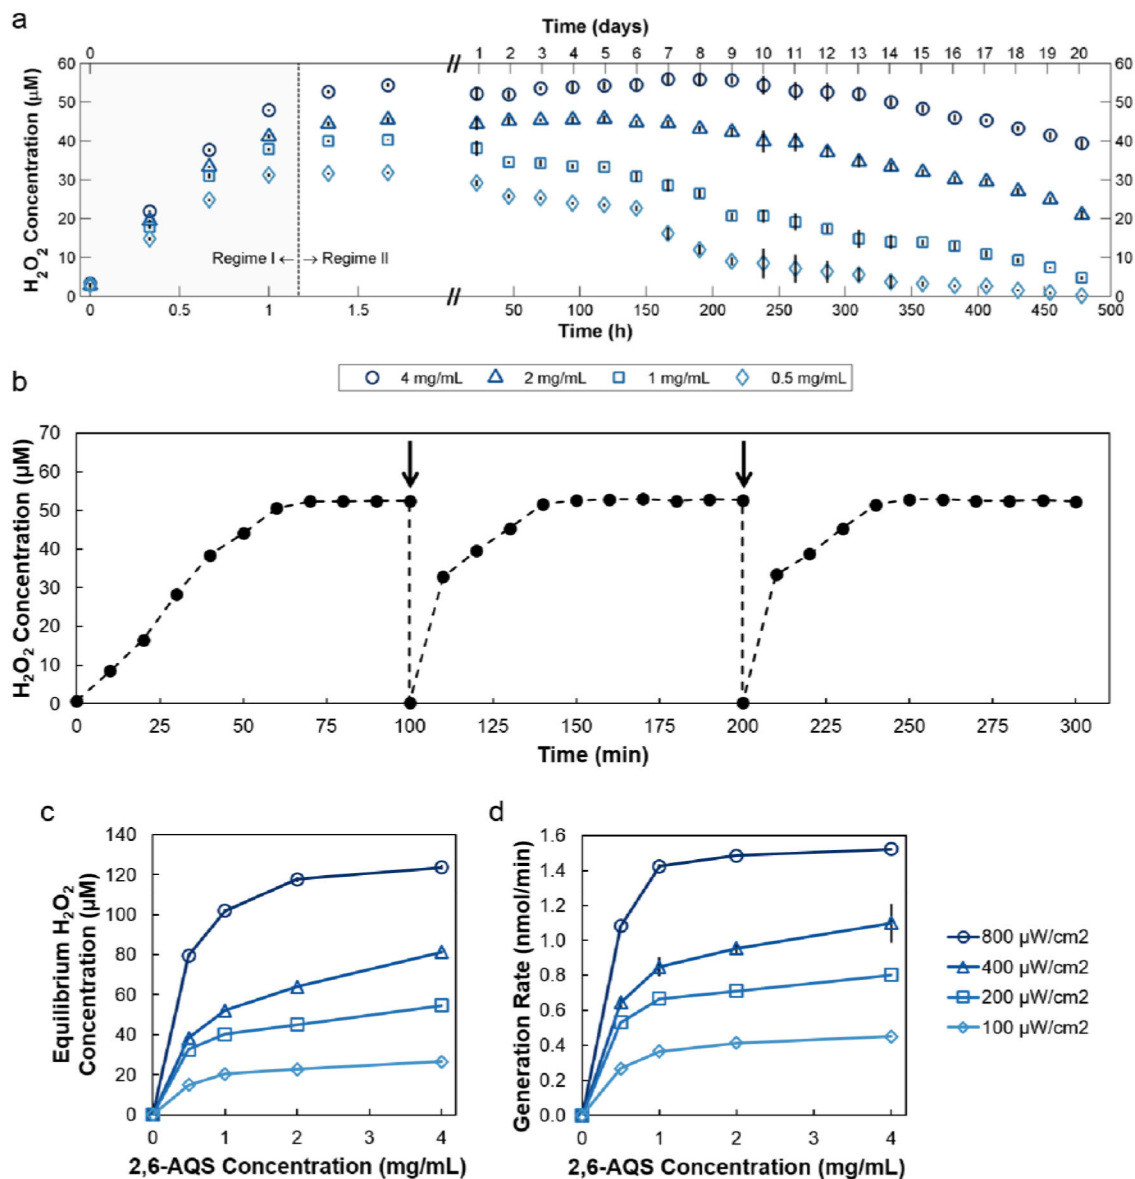 a
Time (days)
0 1 2 3 4 5 6 7 8 9 10 11 12 13 14 15 16 17 18 19 20
H₂O₂ Concentration (μM)
60 60
50 50
40 40
30 30
20 20
10 10
0 0
Regime I ← → Regime II
0 0.5 1 1.5 50 100 150 200 250 300 350 400 450 500
Time (h)
4 mg/mL 2 mg/mL 1 mg/mL 0.5 mg/mL
b
H₂O₂ Concentration (μM)
70
60
50
40
30
20
10
0
0 25 50 75 100 125 150 175 200 225 250 275 300
Time (min)
c
Equilibrium H₂O₂
Concentration (μM)
140
120
100
80
60
40
20
0
0 1 2 3 4
2,6-AQS Concentration (mg/mL)
d
Generation Rate (nmol/min)
1.6
1.4
1.2
1.0
0.8
0.6
0.4
0.2
0.0
0 1 2 3 4
2,6-AQS Concentration (mg/mL)
800 μW/cm2
400 μW/cm2
200 μW/cm2
100 μW/cm2